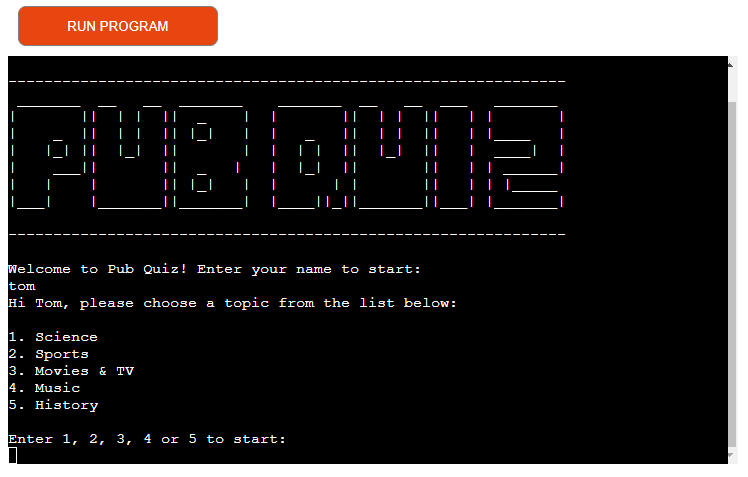 RUN PROGRAM
PUB QUIZ
Welcome to Pub Quiz! Enter your name to start:
tom
Hi Tom, please choose a topic from the list below:
1. Science
2. Sports
3. Movies & TV
4. Music
5. History
Enter 1, 2, 3, 4 or 5 to start: